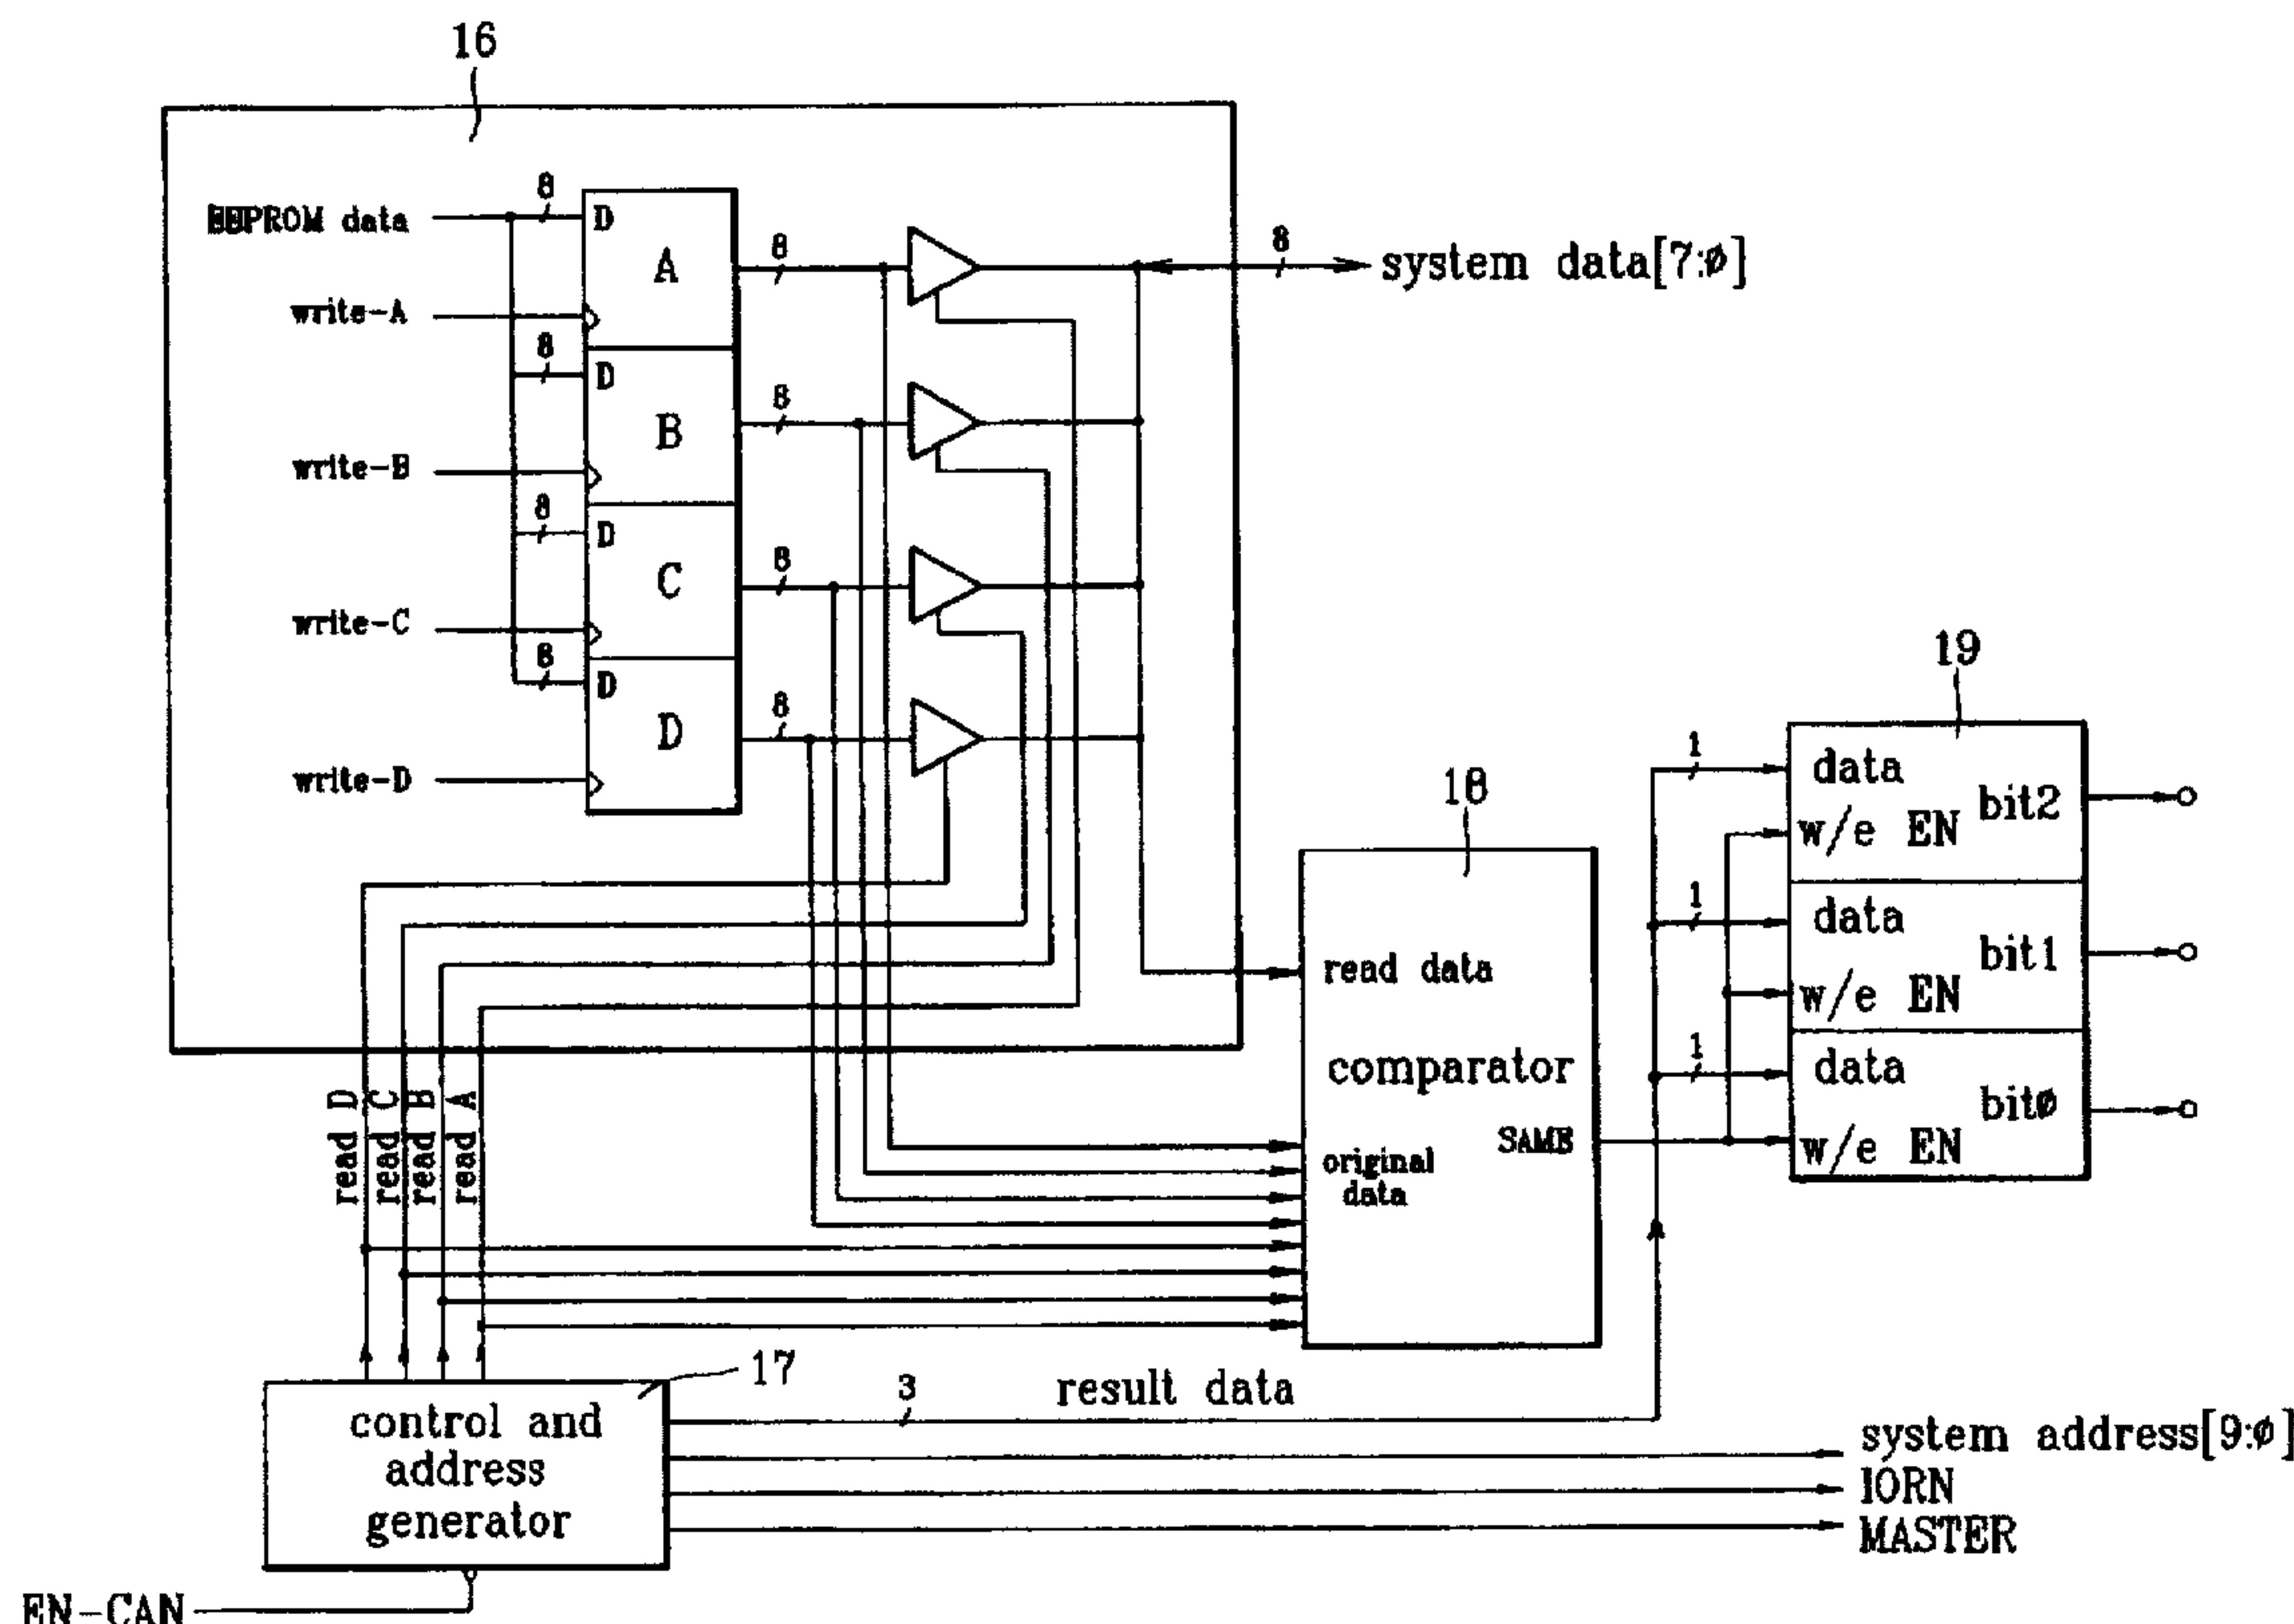 16
EEPROM data
8
D
A
8
8
system data[7:ø]
write-A
8
D
B
8
write-B
8
D
C
8
write-C
8
D
D
8
write-D
19
1
data
bit2
w/e EN
1
data
bit1
w/e EN
1
data
bitø
w/e EN
18
read data
comparator
SAME
original
data
read D
read C
read B
read A
17
control and
address
generator
3
result data
system address[9:ø]
IORN
MASTER
EN-CAN